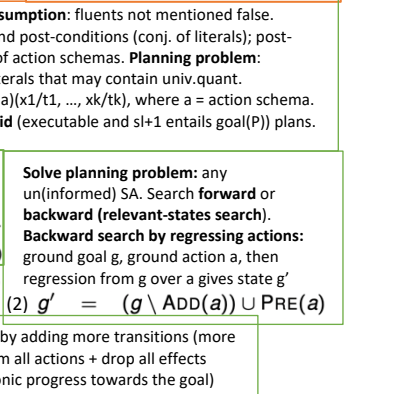 sumption: fluents not mentioned false.
nd post-conditions (conj. of literals); post-
of action schemas. Planning problem:
terals that may contain univ.quant.
a)(x1/t1, …, xk/tk), where a = action schema.
id (executable and sl+1 entails goal(P)) plans.
Solve planning problem: any
un(informed) SA. Search forward or
backward (relevant-states search).
Backward search by regressing actions:
ground goal g, ground action a, then
regression from g over a gives state g’
(2) g′ = (g \ ADD(a)) ∪ PRE(a)
by adding more transitions (more
m all actions + drop all effects
onic progress towards the goal)